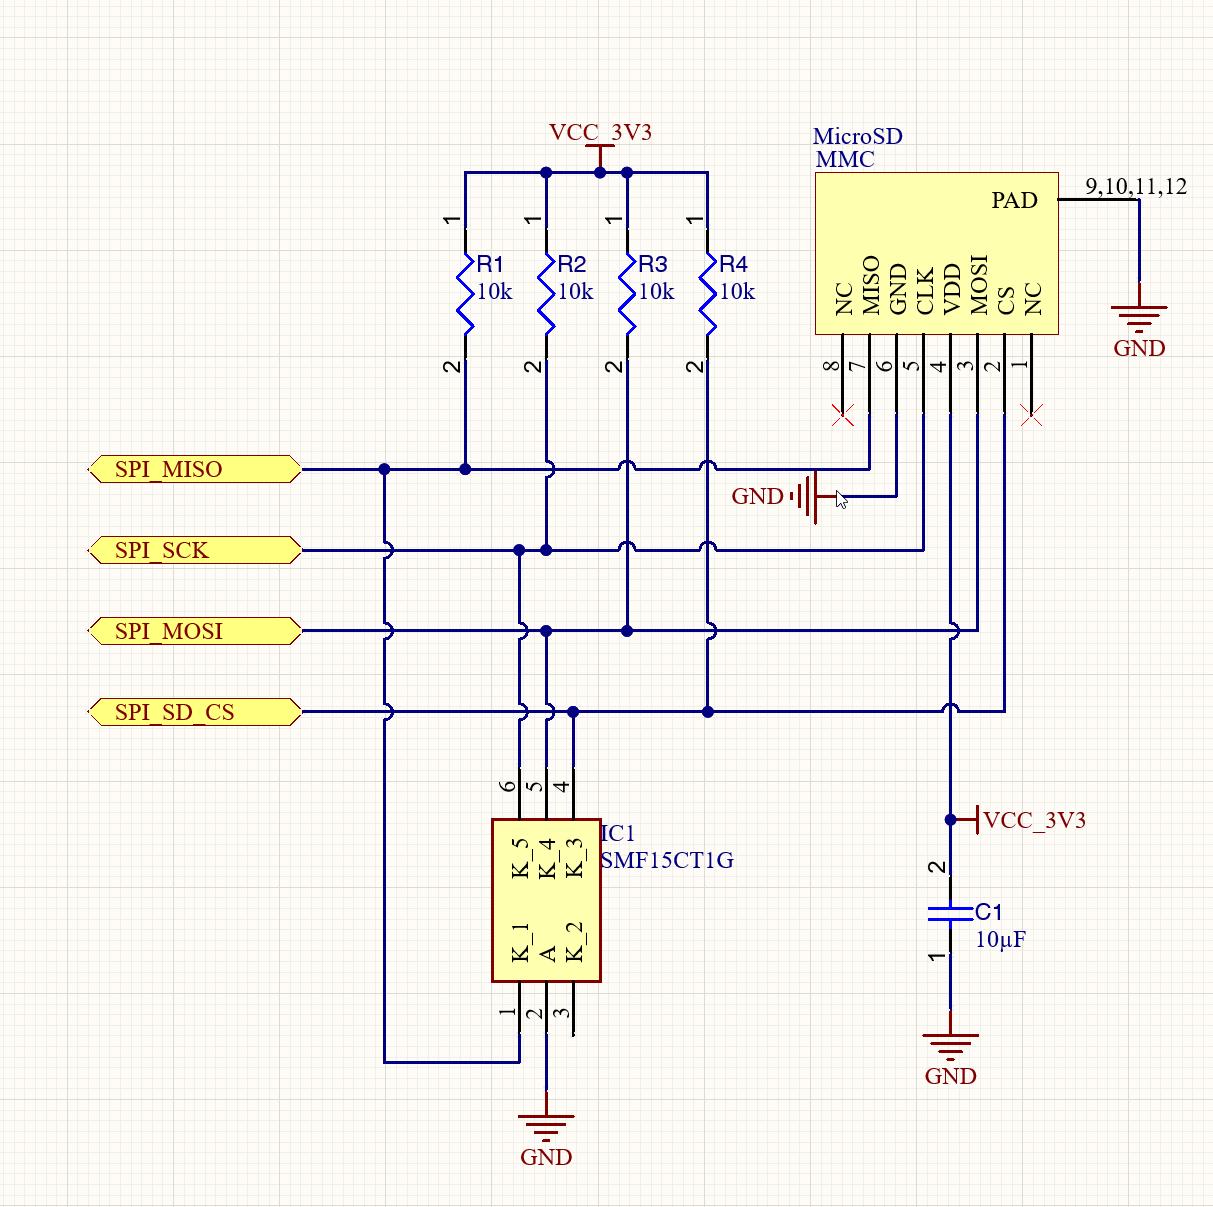 VCC_3V3
MicroSD
MMC
PAD
9,10,11,12
GND
NC
MISO
GND
CLK
VDD
MOSI
CS
NC
8
7
6
5
4
3
2
1
1
1
1
1
R1
10k
R2
10k
R3
10k
R4
10k
2
2
2
2
SPI_MISO
GND
SPI_SCK
SPI_MOSI
SPI_SD_CS
6
5
4
K_5
K_4
K_3
IC1
SMF15CT1G
K_1
A
K_2
1
2
3
GND
VCC_3V3
2
C1
10µF
1
GND